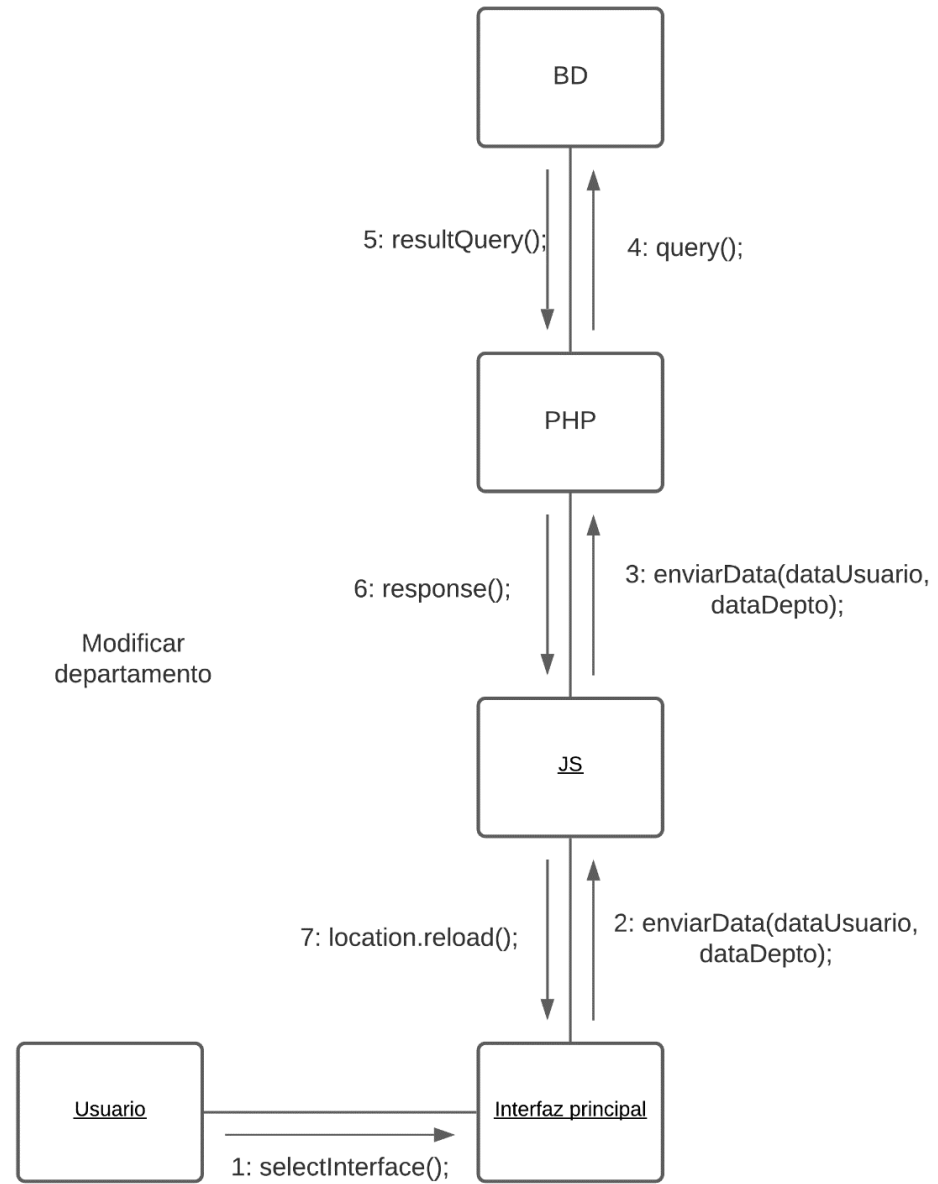 BD
5: resultQuery();
4: query();
PHP
6: response();
3: enviarData(dataUsuario,
dataDepto);
Modificar
departamento
JS
7: location.reload();
2: enviarData(dataUsuario,
dataDepto);
Usuario
Interfaz principal
1: selectInterface();